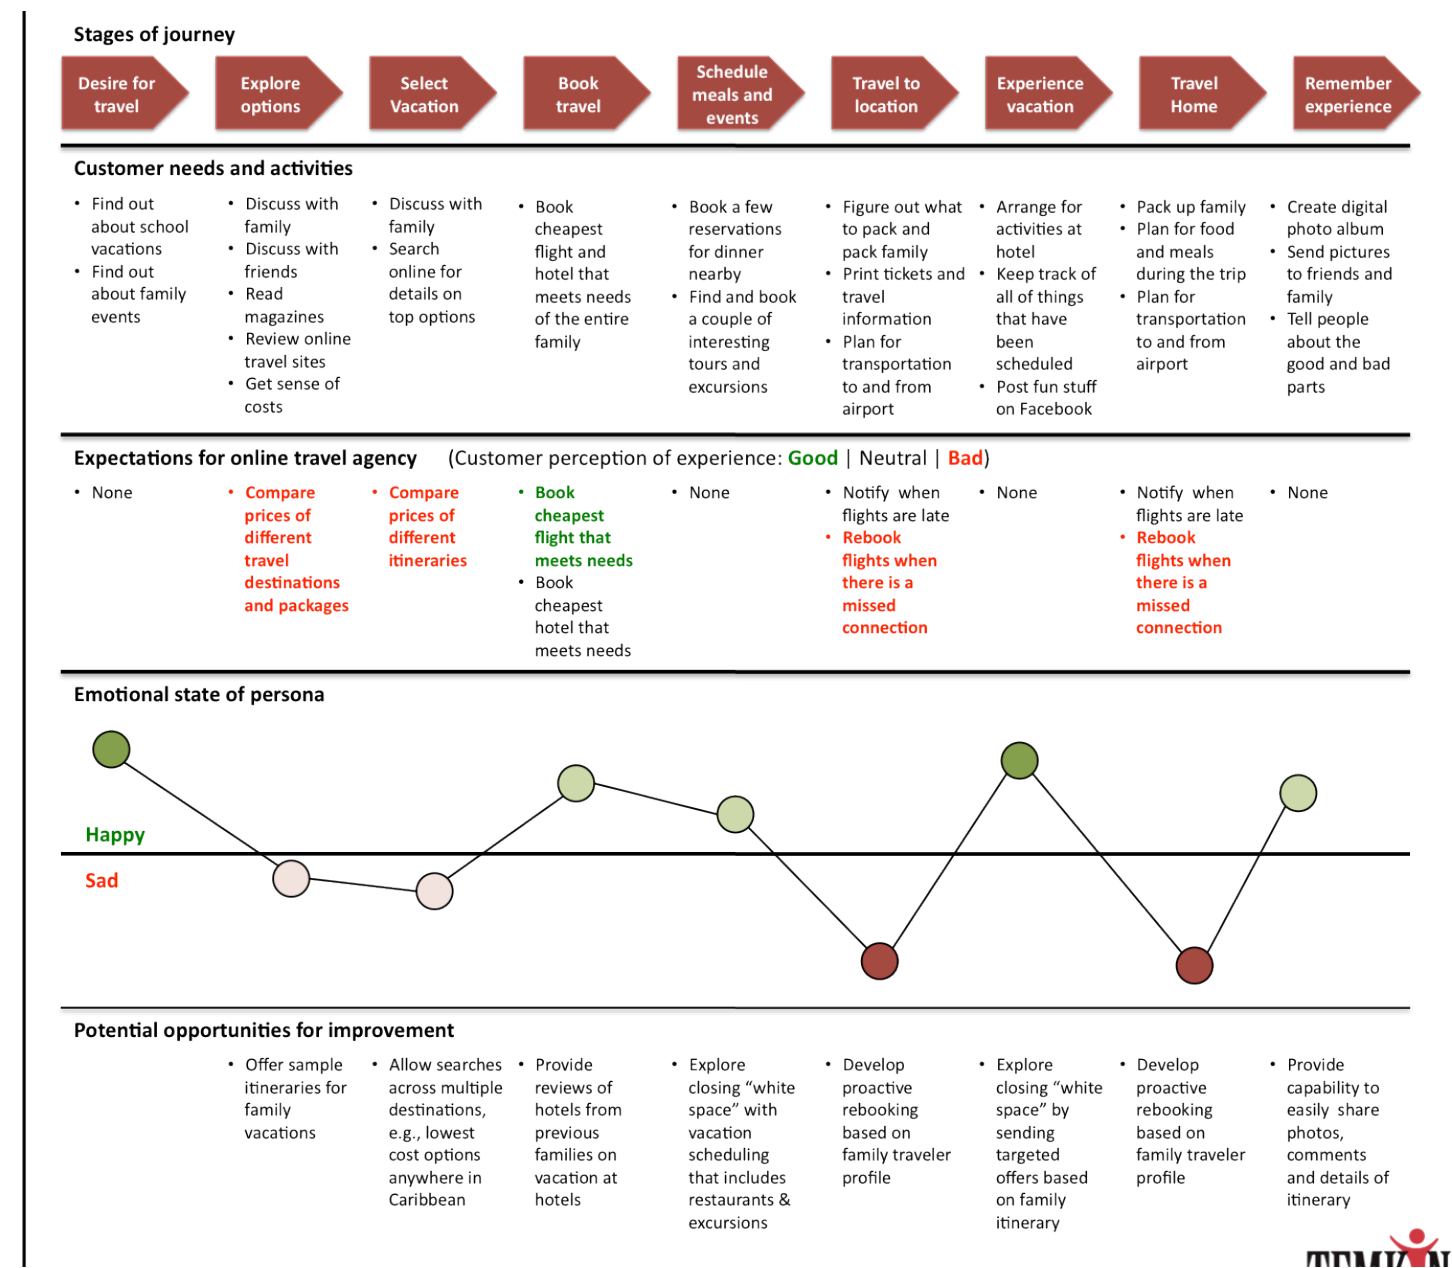 Stages of journey
Desire for
travel
Explore
options
Select
Vacation
Book
travel
Schedule
meals and
events
Travel to
location
Experience
vacation
Travel
Home
Remember
experience
Customer needs and activities
• Find out
about school
vacations
• Find out
about family
events
• Discuss with
family
• Discuss with
friends
• Read
magazines
• Review online
travel sites
• Get sense of
costs
• Discuss with
family
• Search
online for
details on
top options
• Book
cheapest
flight and
hotel that
meets needs
of the entire
family
• Book a few
reservations
for dinner
nearby
• Find and book
a couple of
interesting
tours and
excursions
• Figure out what
to pack and
pack family
• Print tickets and
travel
information
• Plan for
transportation
to and from
airport
• Arrange for
activities at
hotel
• Keep track of
all of things
that have
been
scheduled
• Post fun stuff
on Facebook
• Pack up family
• Plan for food
and meals
during the trip
• Plan for
transportation
to and from
airport
• Create digital
photo album
• Send pictures
to friends and
family
• Tell people
about the
good and bad
parts
Expectations for online travel agency (Customer perception of experience: Good | Neutral | Bad)
• None
• Compare
prices of
different
travel
destinations
and packages
• Compare
prices of
different
itineraries
• Book
cheapest
flight that
meets needs
• Book
cheapest
hotel that
meets needs
• None
• Notify when
flights are late
• Rebook
flights when
there is a
missed
connection
• None
• Notify when
flights are late
• Rebook
flights when
there is a
missed
connection
• None
Emotional state of persona
Happy
Sad
Potential opportunities for improvement
• Offer sample
itineraries for
family
vacations
• Allow searches
across multiple
destinations,
e.g., lowest
cost options
anywhere in
Caribbean
• Provide
reviews of
hotels from
previous
families on
vacation at
hotels
• Explore
closing “white
space” with
vacation
scheduling
that includes
restaurants &
excursions
• Develop
proactive
rebooking
based on
family traveler
profile
• Explore
closing “white
space” by
sending
targeted
offers based
on family
itinerary
• Develop
proactive
rebooking
based on
family traveler
profile
• Provide
capability to
easily share
photos,
comments
and details of
itinerary